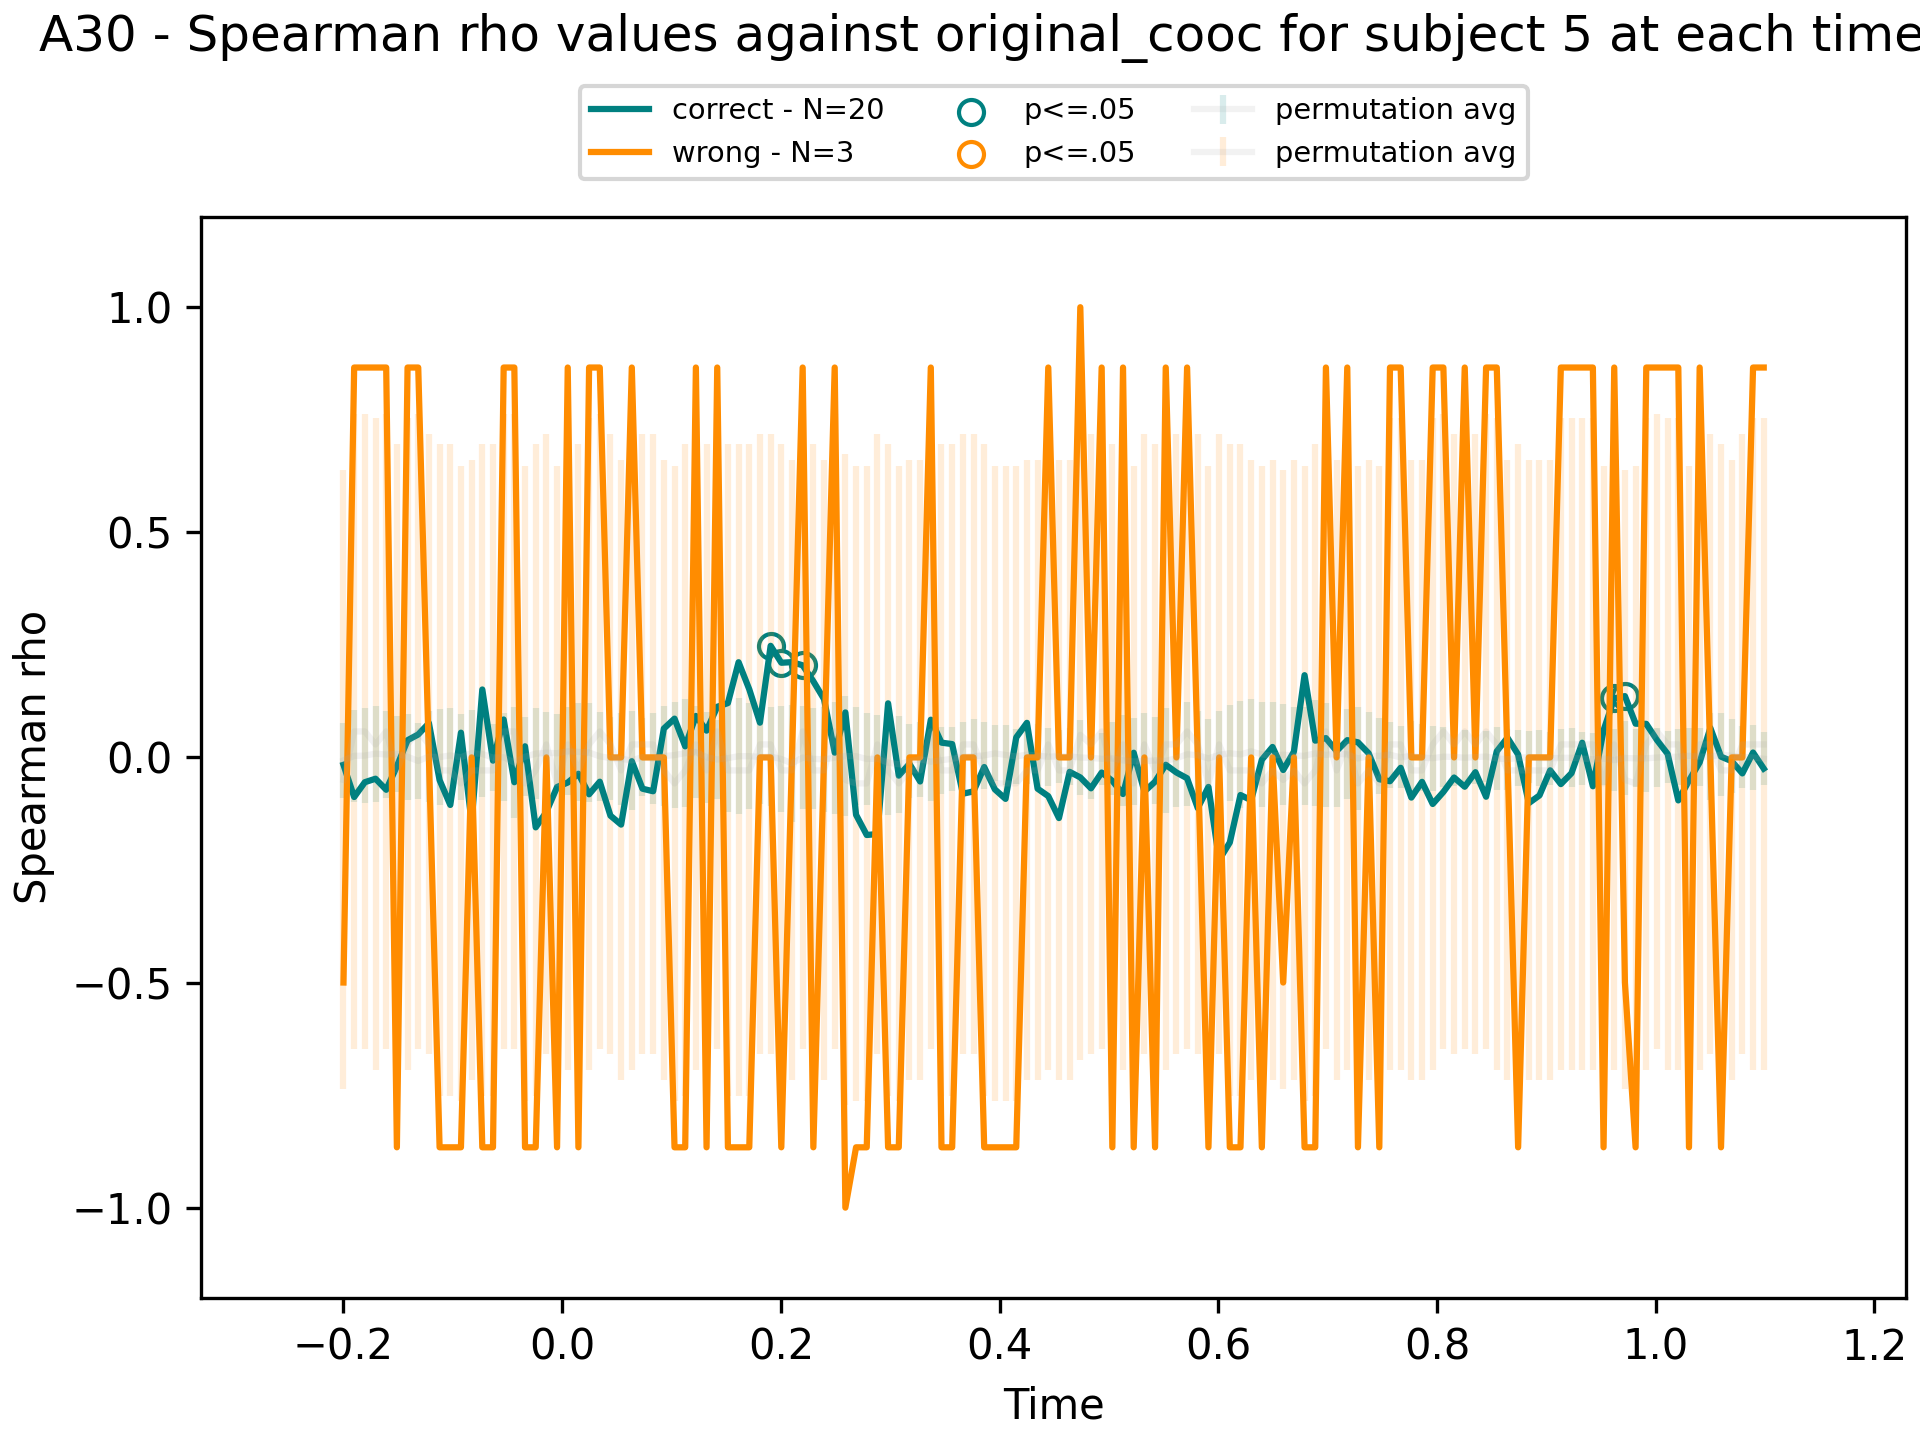 A30 - Spearman rho values against original_cooc for subject 5 at each time
correct - N=20
wrong - N=3
p<=.05
p<=.05
permutation avg
permutation avg
Spearman rho
1.0
0.5
0.0
−0.5
−1.0
−0.2
0.0
0.2
0.4
0.6
0.8
1.0
1.2
Time